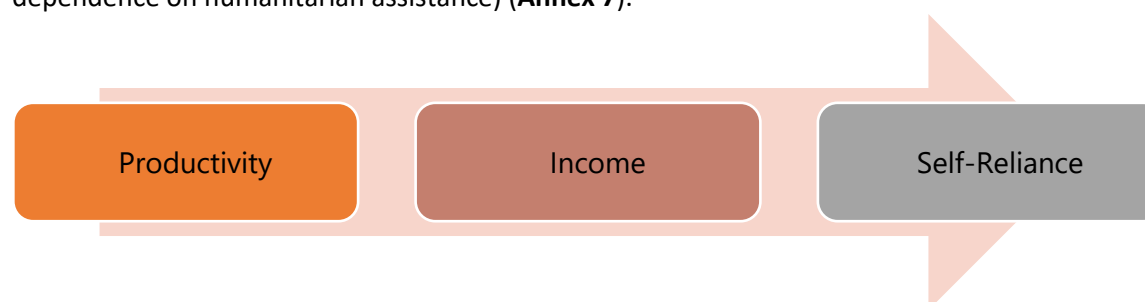 dependence on humanitarian assistance) (Annex 7).
Productivity
Income
Self-Reliance